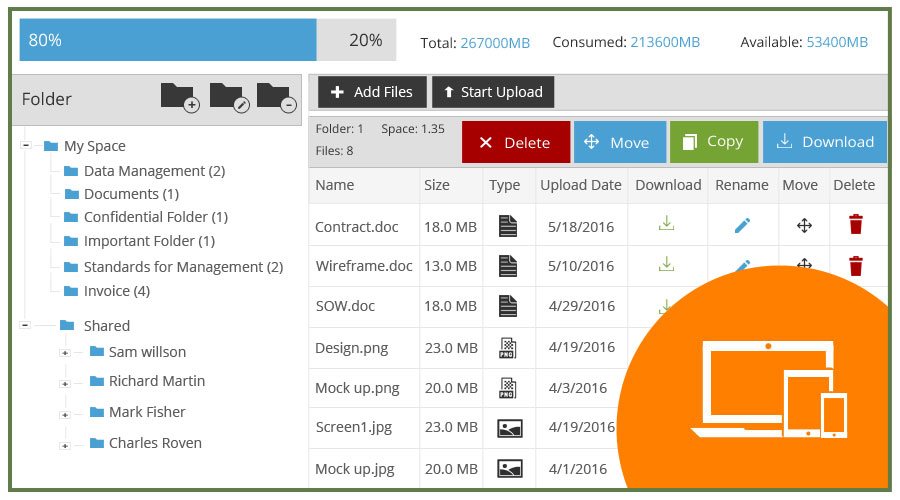 80% 20% Total: 267000MB Consumed: 213600MB Available: 53400MB
Folder
My Space
Data Management (2)
Documents (1)
Confidential Folder (1)
Important Folder (1)
Standards for Management (2)
Invoice (4)
Shared
Sam willson
Richard Martin
Mark Fisher
Charles Roven
Add Files Start Upload
Folder: 1 Space: 1.35
Files: 8
Delete Move Copy Download
Name Size Type Upload Date Download Rename Move Delete
Contract.doc 18.0 MB 5/18/2016
Wireframe.doc 13.0 MB 5/10/2016
SOW.doc 18.0 MB 4/29/2016
Design.png 23.0 MB PNG 4/19/2016
Mock up.png 20.0 MB PNG 4/3/2016
Screen1.jpg 23.0 MB 4/19/2016
Mock up.jpg 20.0 MB 4/1/2016